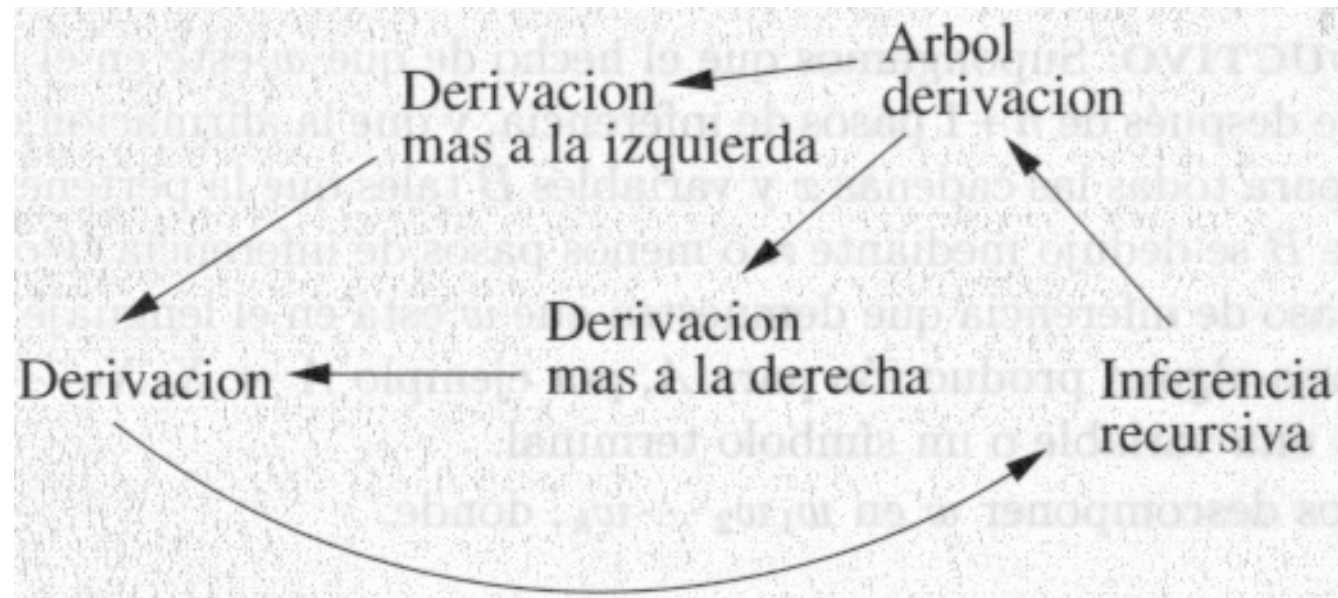 Arbol
derivacion
Derivacion
mas a la izquierda
Derivacion
mas a la derecha
Derivacion
Inferencia
recursiva